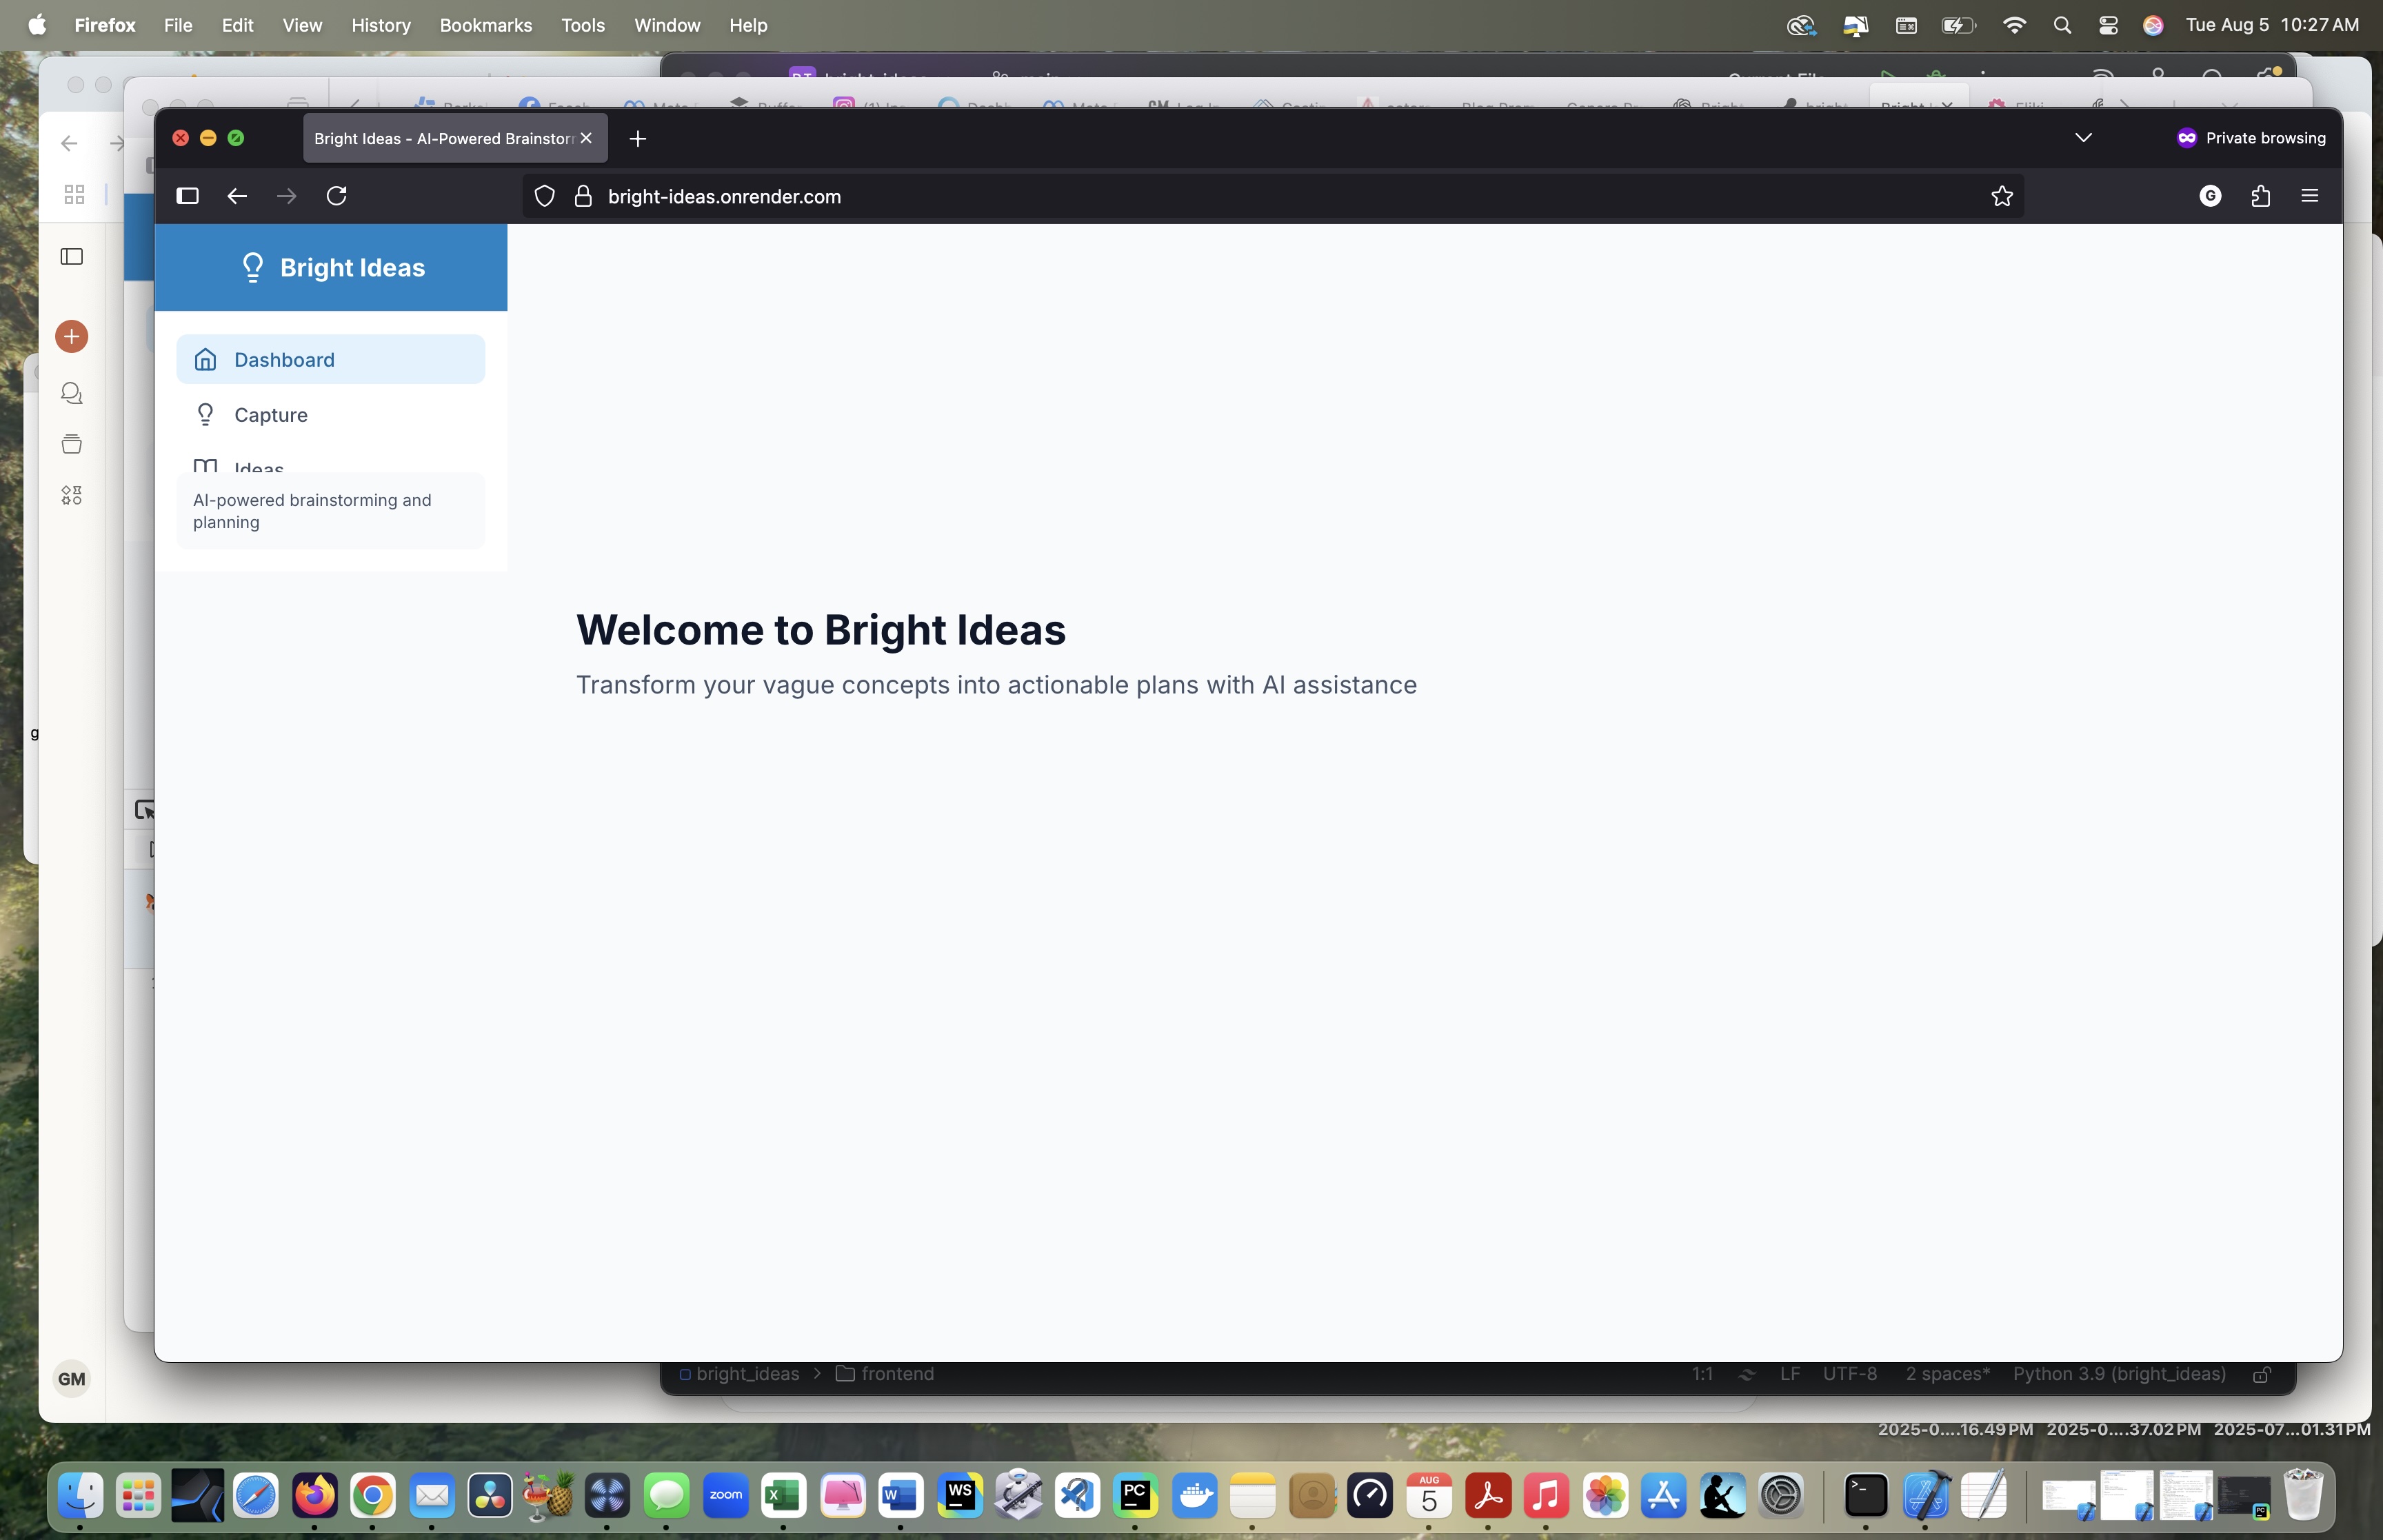 Firefox File Edit View History Bookmarks Tools Window Help Tue Aug 5 10:27 AM
Bright Ideas - AI-Powered Brainstor
Private browsing
bright-ideas.onrender.com
G
Bright Ideas
Dashboard
Capture
Ideas
AI-powered brainstorming and
planning
Welcome to Bright Ideas
Transform your vague concepts into actionable plans with AI assistance
g
GM
bright_ideas > frontend 1:1 LF UTF-8 2 spaces* Python 3.9 (bright_ideas)
2025-0....16.49 PM 2025-0....37.02 PM 2025-07...01.31 PM
zoom
X
W
WS
PC
AUG
5